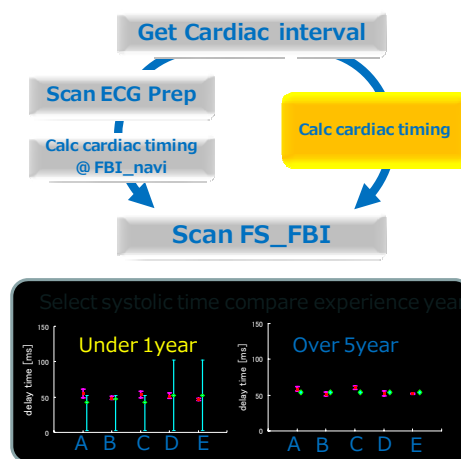 Get Cardiac interval
Scan ECG Prep
Calc cardiac timing
@ FBI_navi
Calc cardiac timing
Scan FS_FBI
Select systolic time compare experience year
Under 1year
Over 5year
delay time [ms]
150
100
50
0
A B C D E
delay time [ms]
150
100
50
0
A B C D E